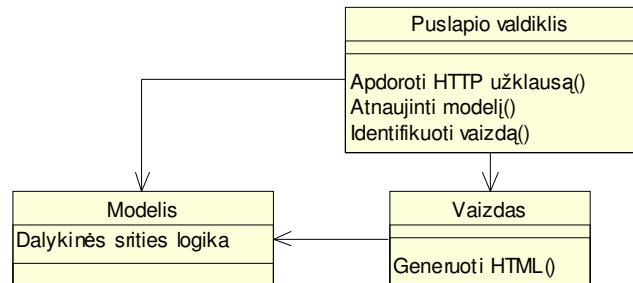 Puslapio valdiklis
Apdoroti HTTP užklausą()
Atnaujinti modelį()
Identifikuoti vaizdą()
Modelis
Dalykinės srities logika
Vaizdas
Generuoti HTML()